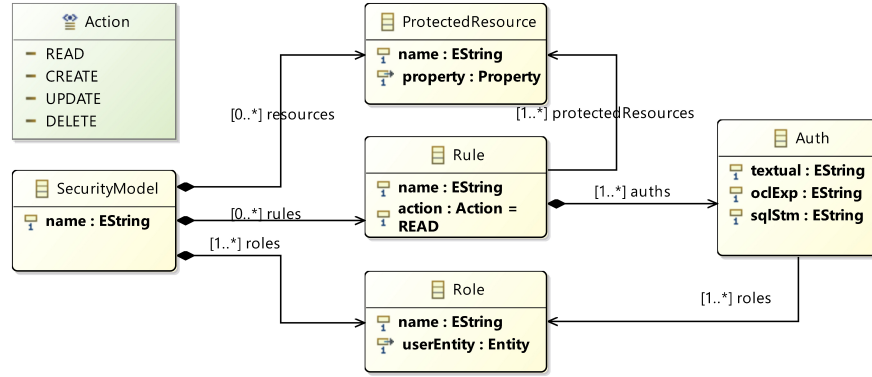 Action
READ
CREATE
UPDATE
DELETE
ProtectedResource
name : EString
property : Property
[0..*] resources
[1..*] protectedResources
Rule
name : EString
action : Action =
READ
SecurityModel
name : EString
[0..*] rules
[1..*] roles
[1..*] auths
Auth
textual : EString
oclExp : EString
sqlStm : EString
Role
name : EString
userEntity : Entity
[1..*] roles